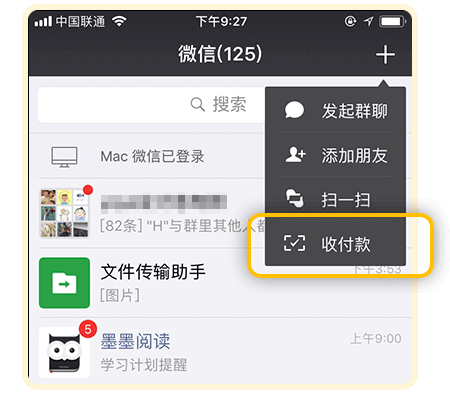 中国联通 下午9:27
微信(125)
搜索
发起群聊
添加朋友
扫一扫
收付款
Mac 微信已登录
[82条] "H"与群里其他人都
文件传输助手
下午3:53
[图片]
5
墨墨阅读
上午9:00
学习计划提醒